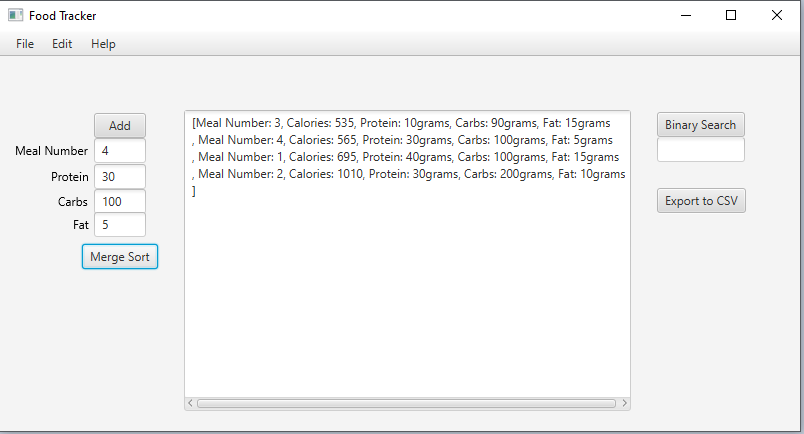 Food Tracker
File Edit Help
Add
Meal Number 4
Protein 30
Carbs 100
Fat 5
Merge Sort
[Meal Number: 3, Calories: 535, Protein: 10grams, Carbs: 90grams, Fat: 15grams
, Meal Number: 4, Calories: 565, Protein: 30grams, Carbs: 100grams, Fat: 5grams
, Meal Number: 1, Calories: 695, Protein: 40grams, Carbs: 100grams, Fat: 15grams
, Meal Number: 2, Calories: 1010, Protein: 30grams, Carbs: 200grams, Fat: 10grams
]
Binary Search
Export to CSV